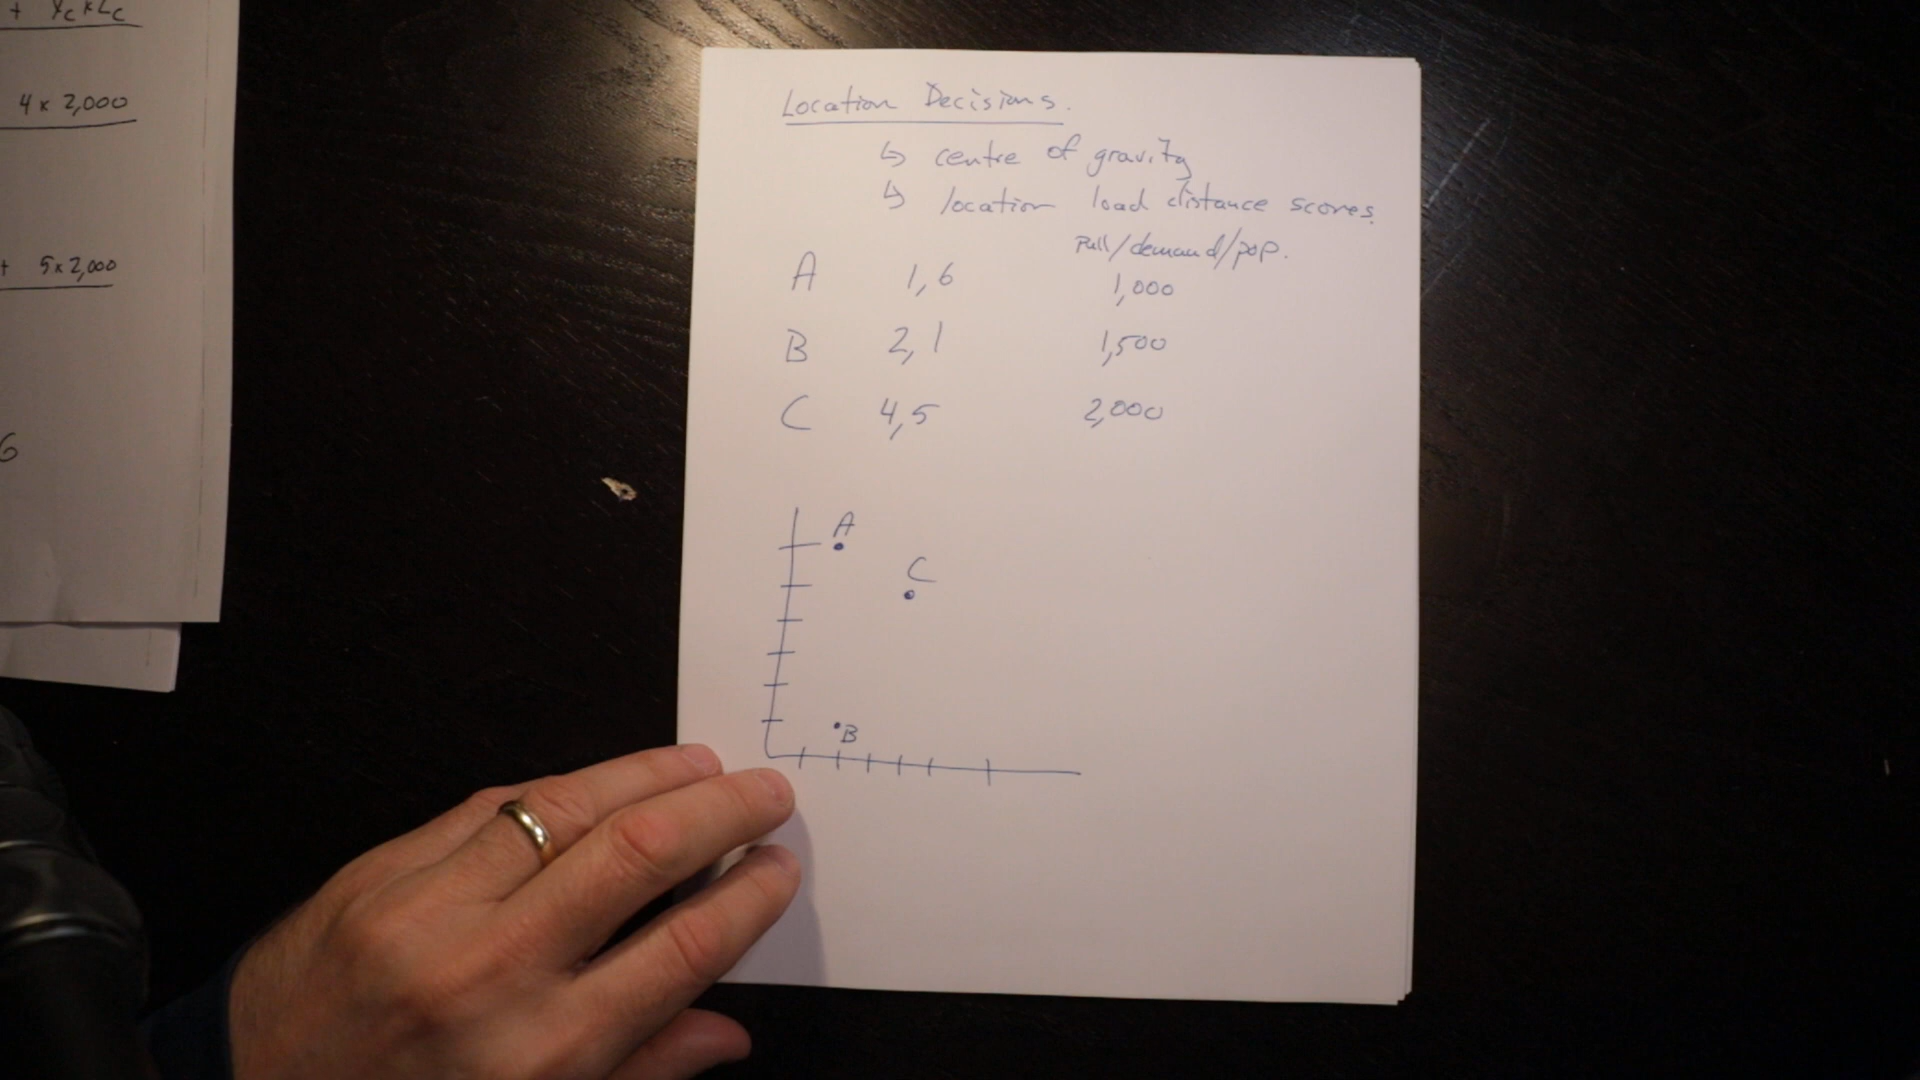 + Yc x Lc
4 x 2,000
+ 5 x 2,000
6
Location Decisions.
↳ centre of gravity
↳ location load distance scores.
Pull/demand/pop.
A 1,6 1,000
B 2,1 1,500
C 4,5 2,000
A
C
B